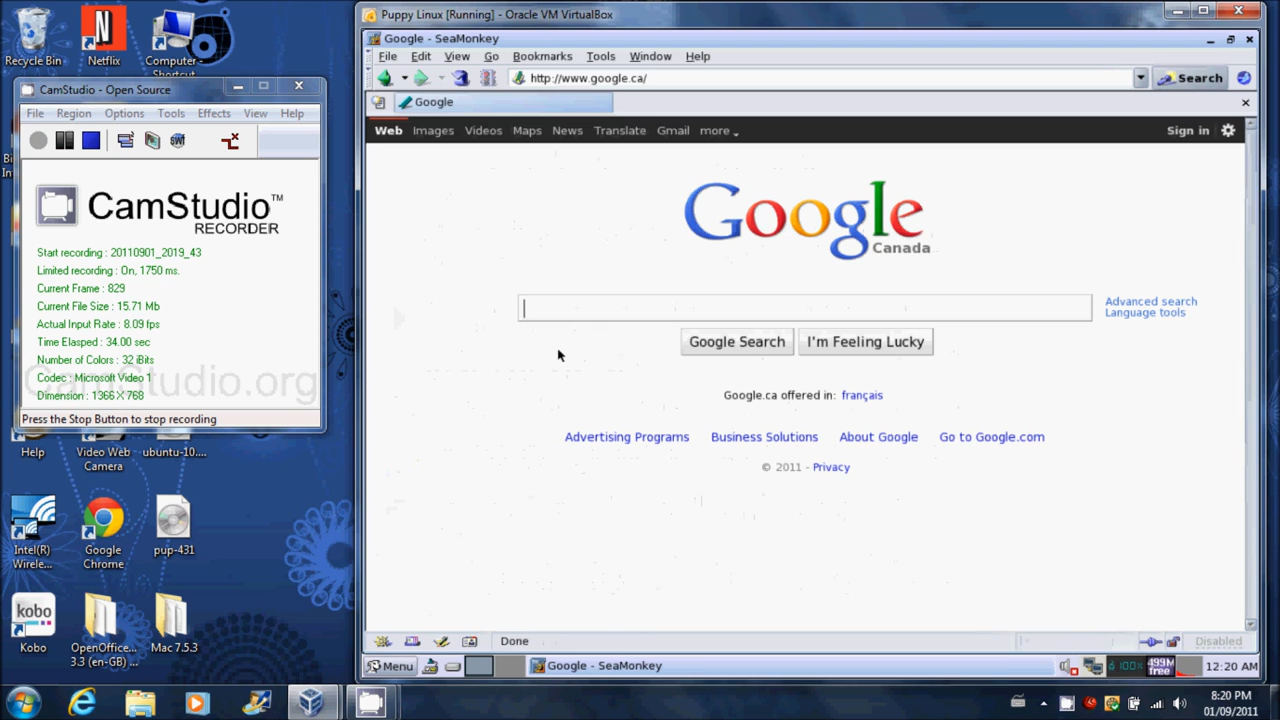 Recycle Bin
Netflix
Computer - Shortcut
CamStudio - Open Source
File Region Options Tools Effects View Help
CamStudio™
RECORDER
Start recording : 20110901_2019_43
Limited recording : On, 1750 ms.
Current Frame : 829
Current File Size : 15.71 Mb
Actual Input Rate : 8.09 fps
Time Elasped : 34.00 sec
Number of Colors : 32 iBits
Codec : Microsoft Video 1
Dimension : 1366 X 768
CamStudio.org
Press the Stop Button to stop recording
Help
Video Web Camera
ubuntu-10....
Intel(R) Wirele...
Google Chrome
pup-431
kobo
Kobo
OpenOffice... 3.3 (en-GB) ...
Mac 7.5.3
Puppy Linux [Running] - Oracle VM VirtualBox
Google - SeaMonkey
File Edit View Go Bookmarks Tools Window Help
http://www.google.ca/
Search
Google
Web Images Videos Maps News Translate Gmail more
Sign in
Google
Canada
Advanced search
Language tools
Google Search
I'm Feeling Lucky
Google.ca offered in: français
Advertising Programs Business Solutions About Google Go to Google.com
© 2011 - Privacy
Done
Disabled
Menu
Google - SeaMonkey
100%
499M free
12:20 AM
8:20 PM
01/09/2011